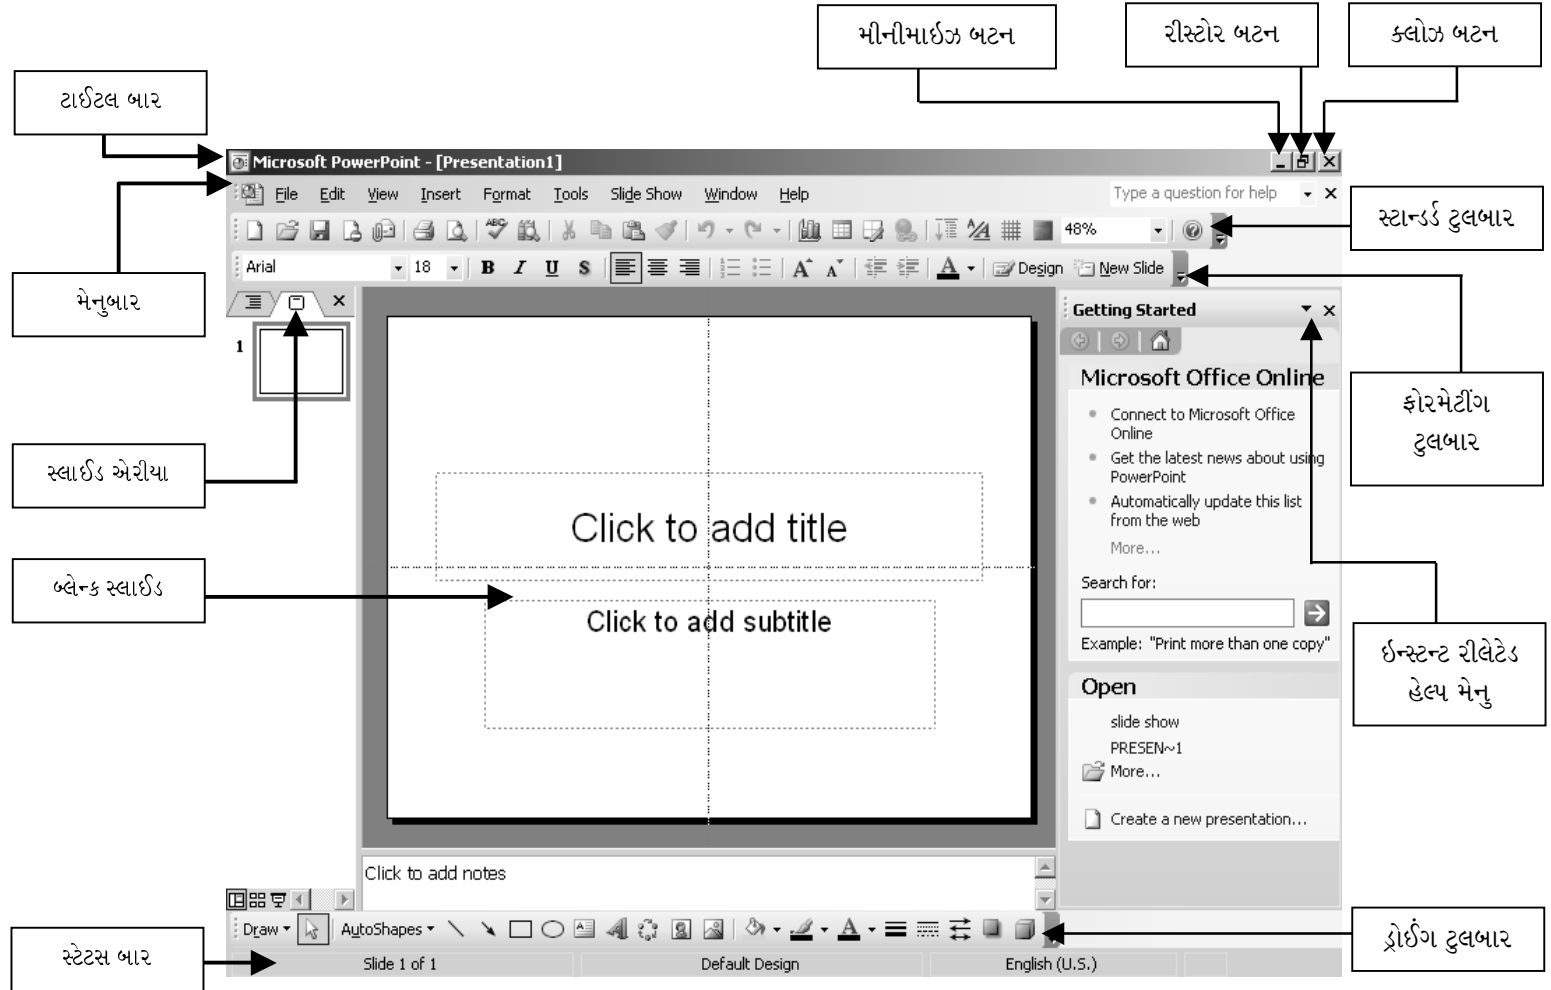 મીનીમાઇઝ બટન
રીસ્ટોર બટન
ક્લોઝ બટન
ટાઈટલ બાર
Microsoft PowerPoint - [Presentation1]
File Edit View Insert Format Tools Slide Show Window Help
Type a question for help
સ્ટાન્ડર્ડ ટુલબાર
48%
Arial 18 B I U S Design New Slide
મેનુબાર
Getting Started
1
Microsoft Office Online
Connect to Microsoft Office
Online
Get the latest news about using
PowerPoint
Automatically update this list
from the web
More...
ફોરમેટીંગ
ટુલબાર
સ્લાઈડ એરીયા
Click to add title
બ્લેન્ક સ્લાઈડ
Click to add subtitle
Search for:
Example: "Print more than one copy"
ઇન્સ્ટન્ટ રીલેટેડ
હેલ્પ મેનુ
Open
slide show
PRESEN~1
More...
Create a new presentation...
Click to add notes
Draw AutoShapes
ડ્રોઈંગ ટુલબાર
સ્ટેટસ બાર
Slide 1 of 1 Default Design English (U.S.)